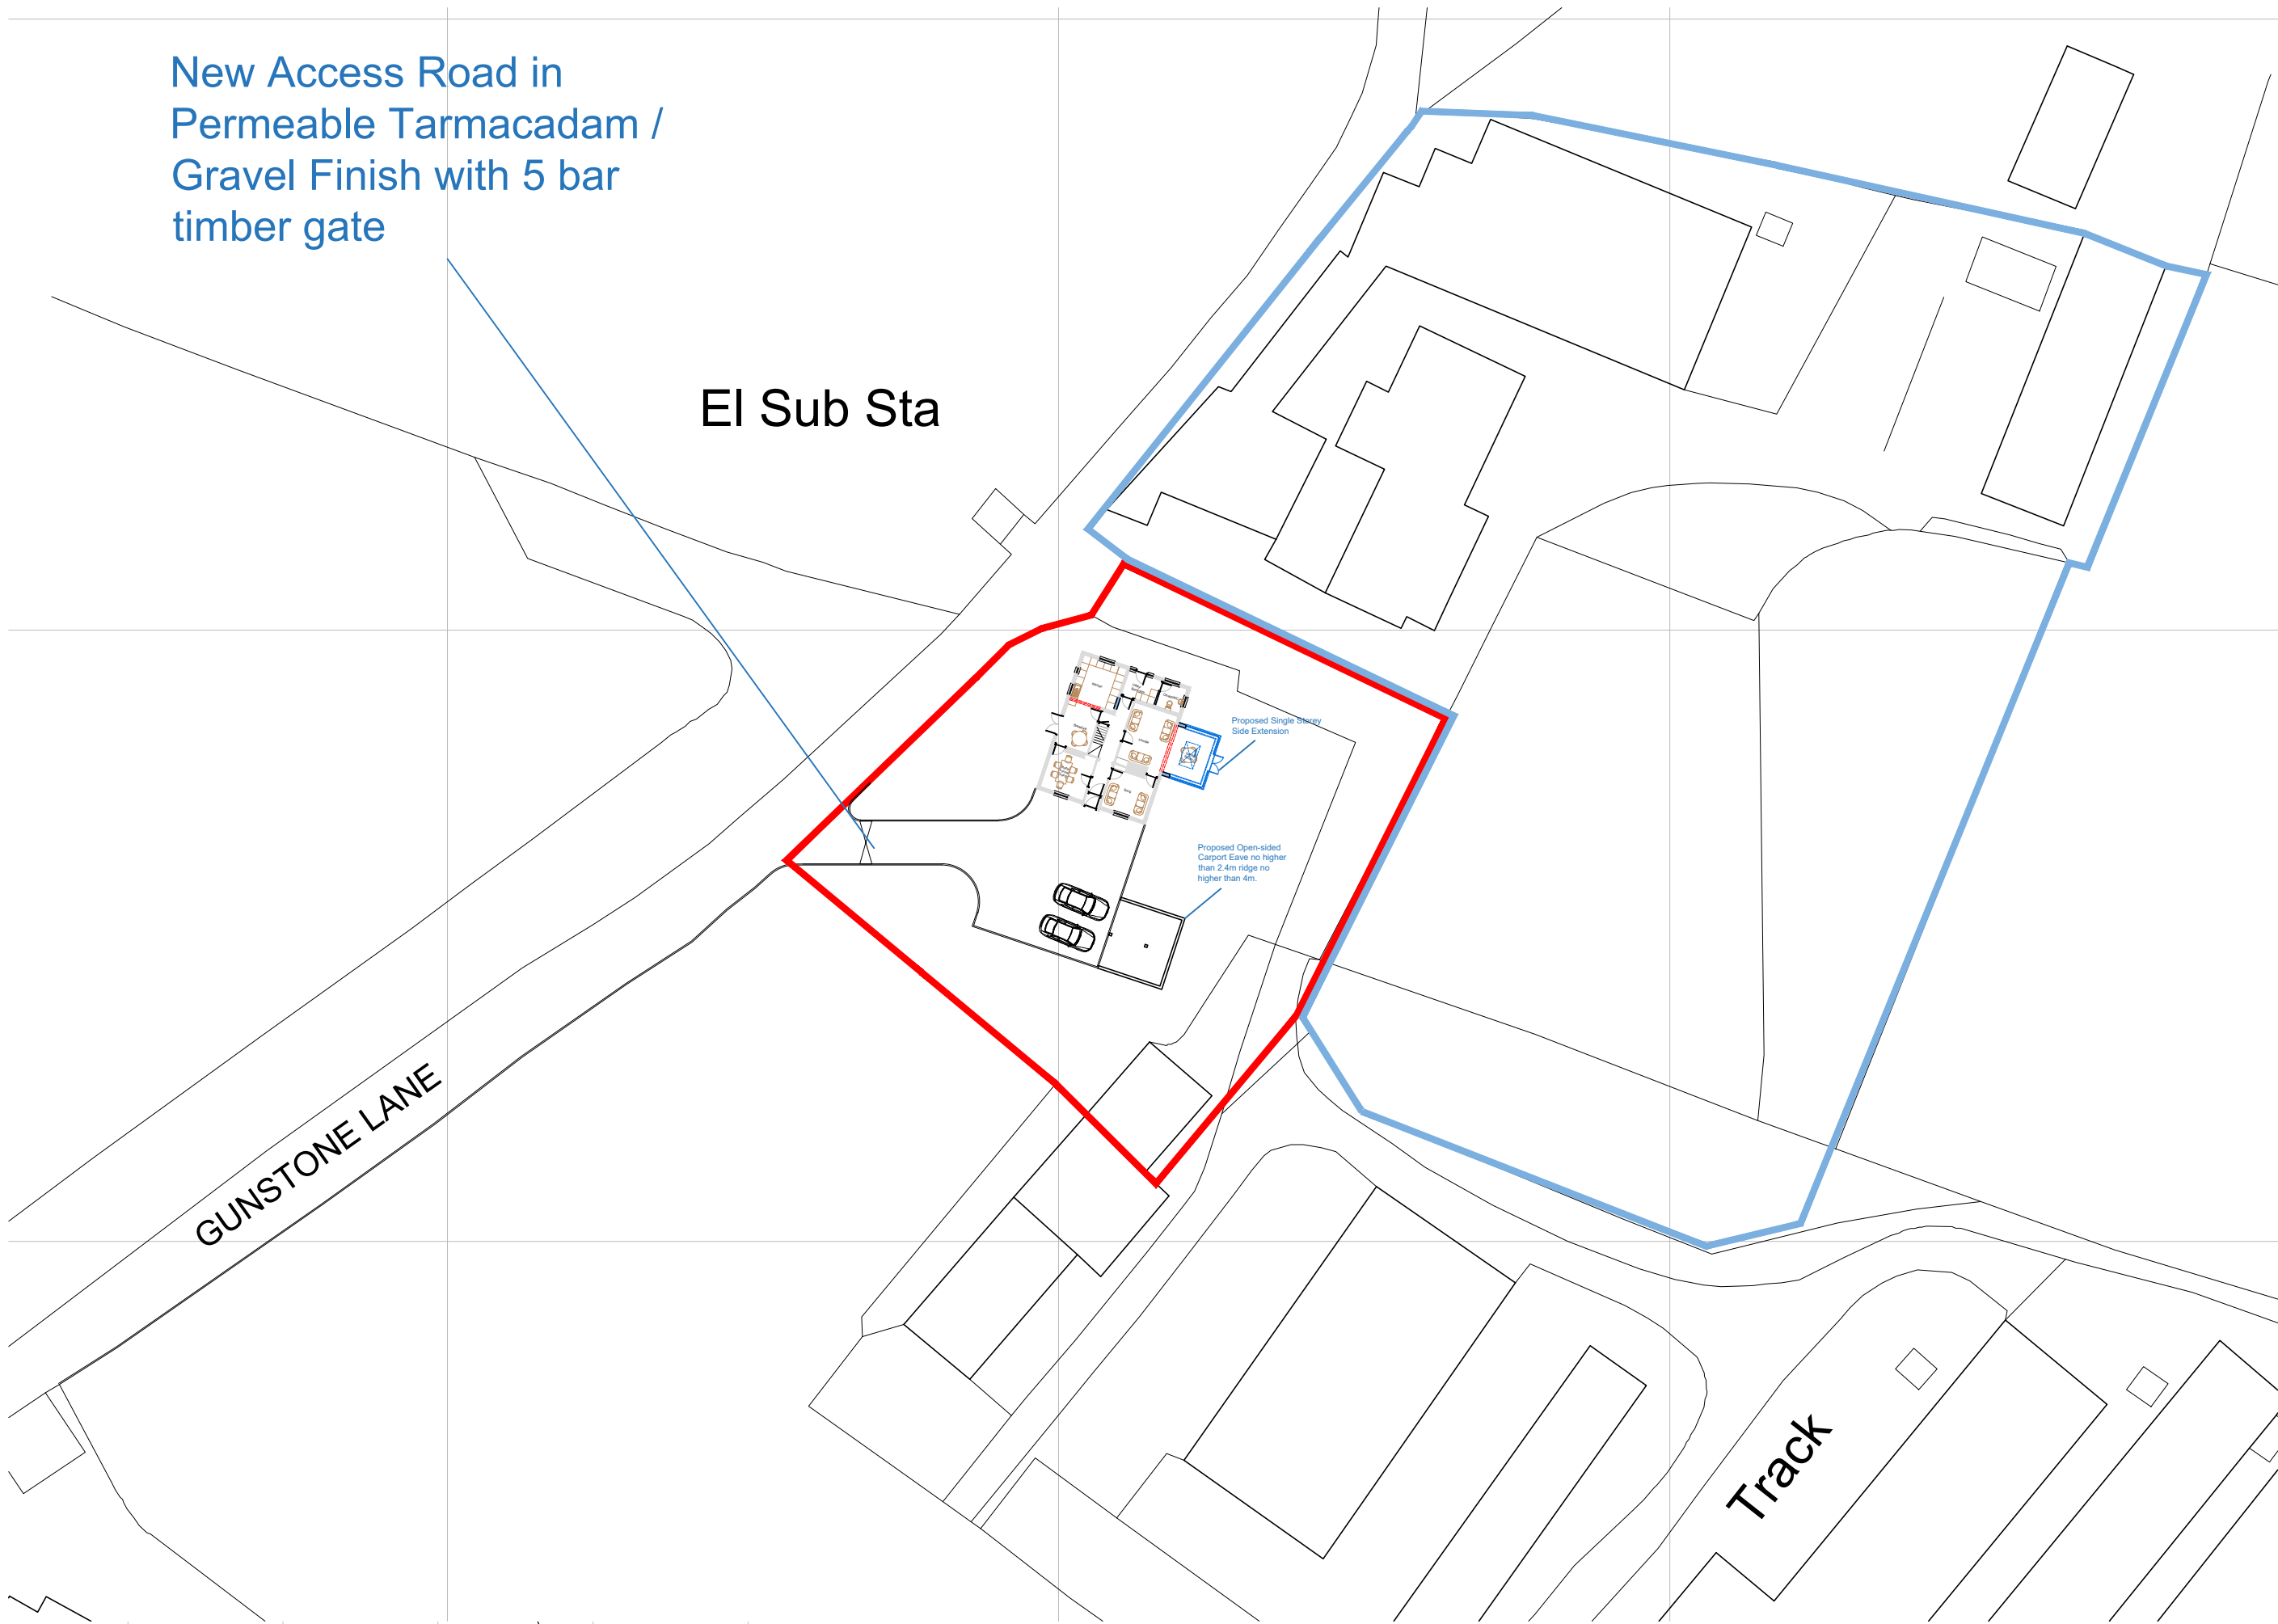 New Access Road in
Permeable Tarmacadam /
Gravel Finish with 5 bar
timber gate
El Sub Sta
Proposed Single Storey
Side Extension
Proposed Open-sided
Carport Eave no higher
than 2.4m ridge no
higher than 4m.
GUNSTONE LANE
Track